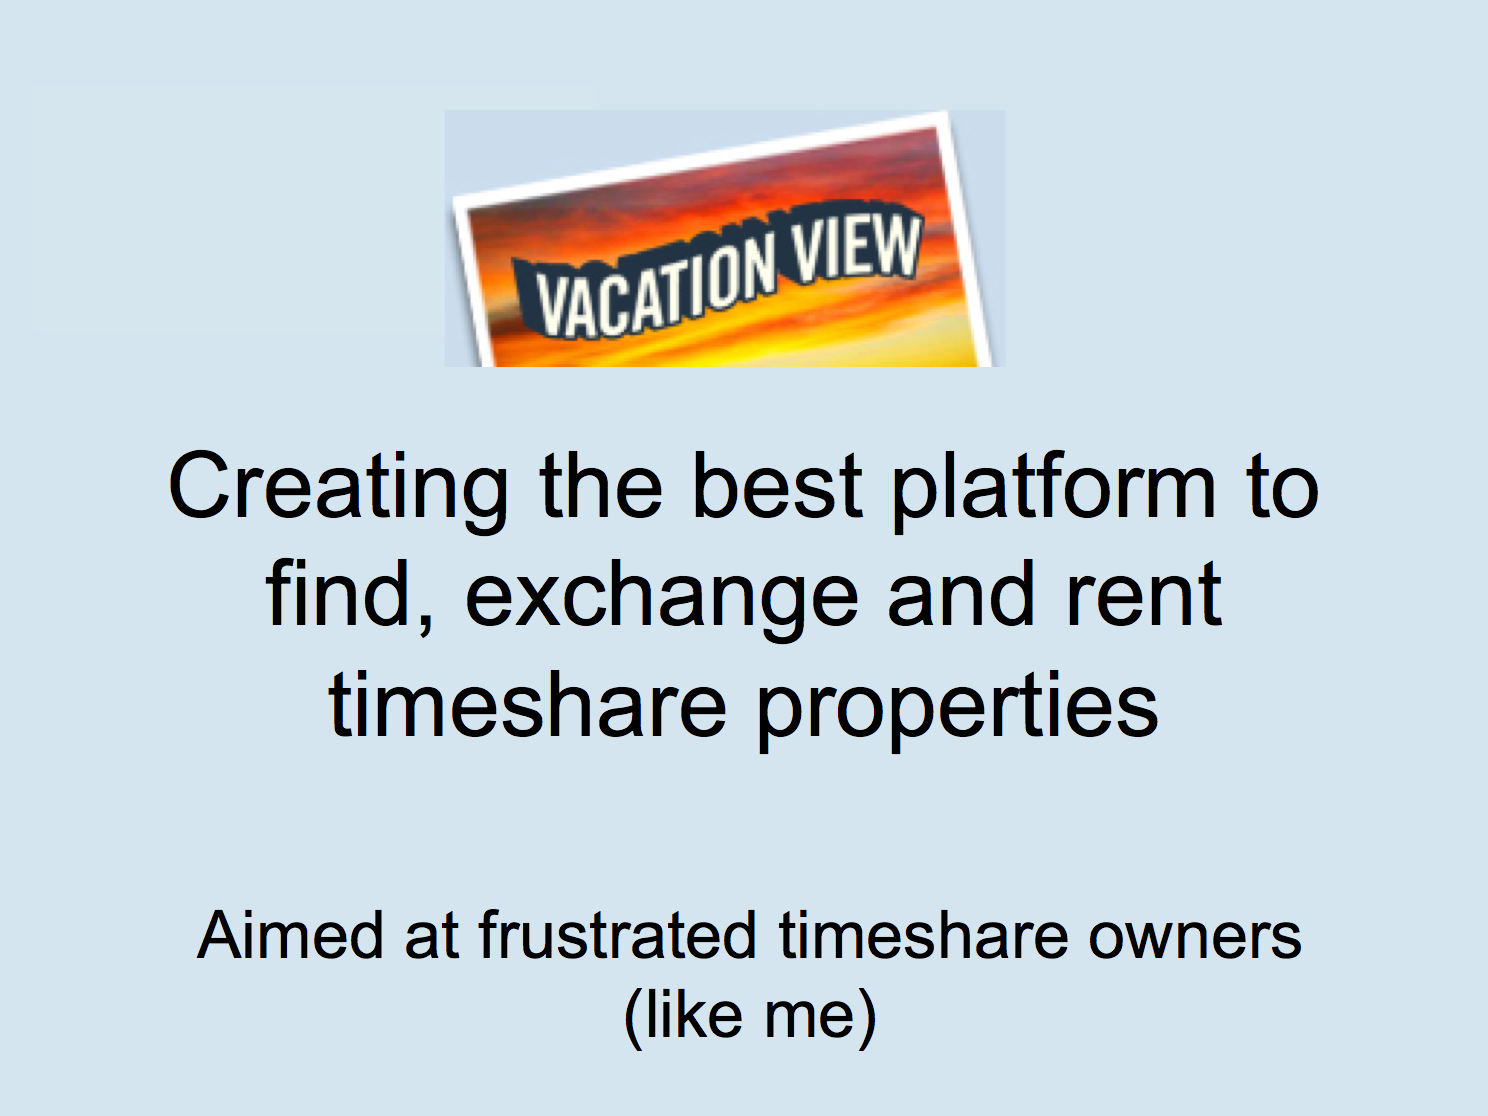 VACATION VIEW
Creating the best platform to
find, exchange and rent
timeshare properties
Aimed at frustrated timeshare owners
(like me)